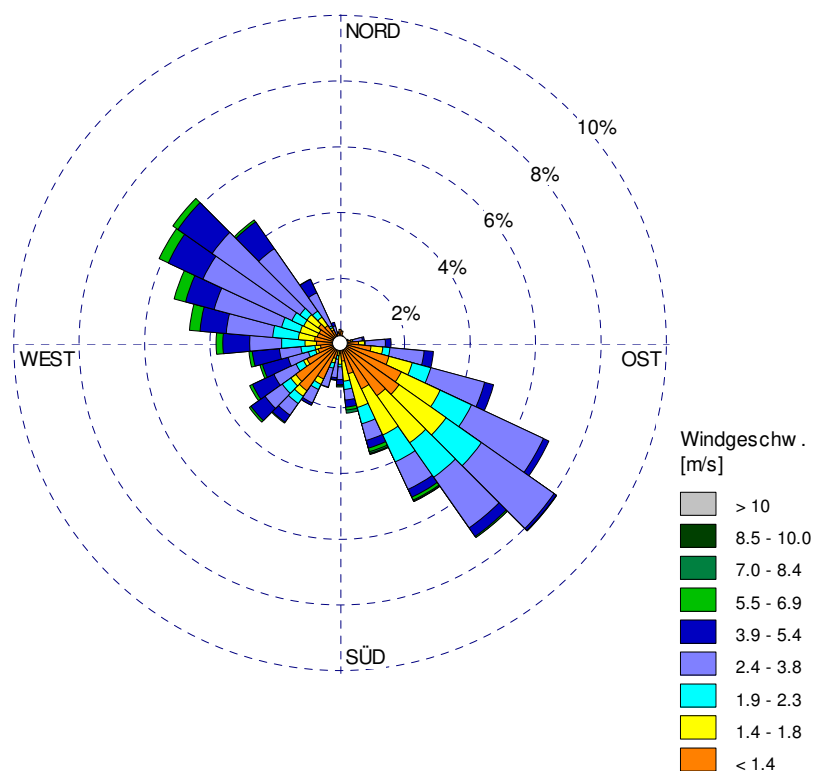 NORD
10%
8%
6%
4%
2%
WEST
OST
SÜD
Windgeschw .
[m/s]
> 10
8.5 - 10.0
7.0 - 8.4
5.5 - 6.9
3.9 - 5.4
2.4 - 3.8
1.9 - 2.3
1.4 - 1.8
< 1.4